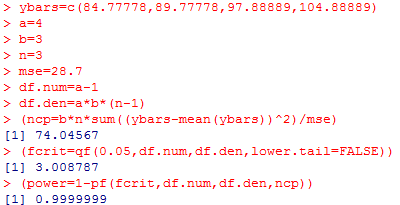 > ybars=c(84.77778,89.77778,97.88889,104.88889)
> a=4
> b=3
> n=3
> mse=28.7
> df.num=a-1
> df.den=a*b*(n-1)
> (ncp=b*n*sum((ybars-mean(ybars))^2)/mse)
[1] 74.04567
> (fcrit=qf(0.05,df.num,df.den,lower.tail=FALSE))
[1] 3.008787
> (power=1-pf(fcrit,df.num,df.den,ncp))
[1] 0.9999999